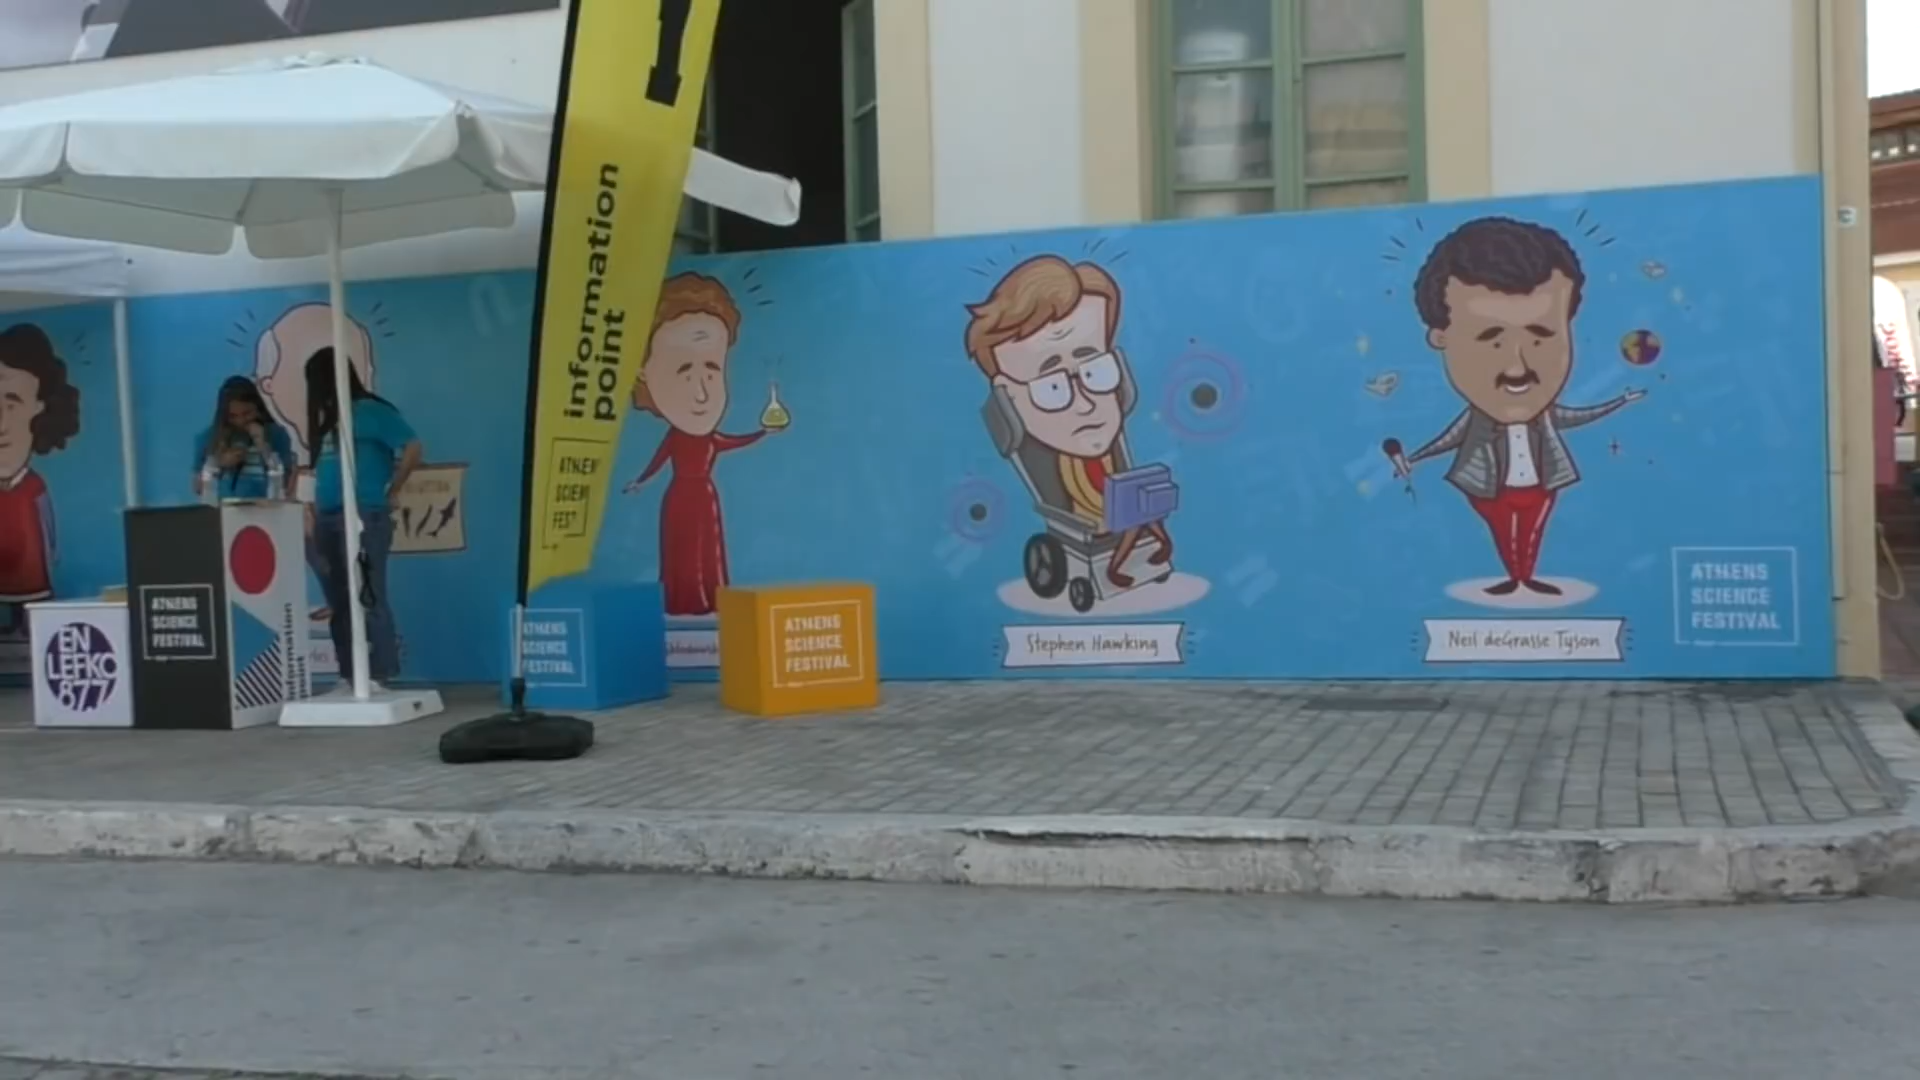 information
point
ATHENS
SCIENCE
FESTIVAL
EN
LEFKO
87.7
ATHENS
SCIENCE
FESTIVAL
information
point
ATHENS
SCIENCE
FESTIVAL
ATHENS
SCIENCE
FESTIVAL
Stephen Hawking
Neil deGrasse Tyson
ATHENS
SCIENCE
FESTIVAL